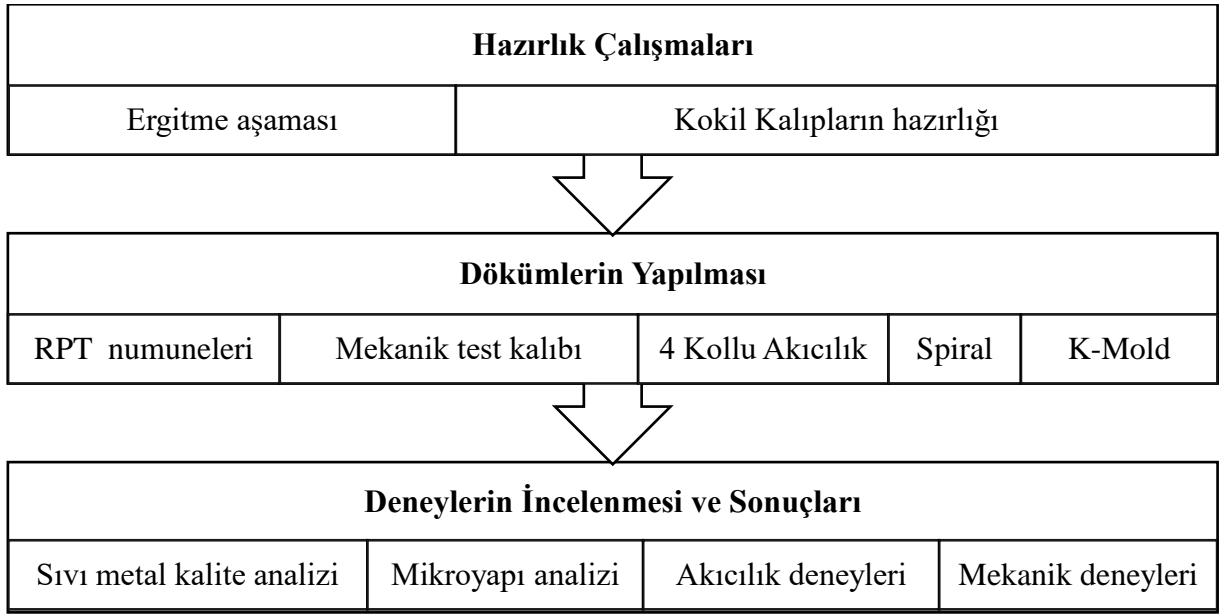 Hazırlık Çalışmaları
Ergitme aşaması Kokil Kalıpların hazırlığı
Dökümlerin Yapılması
RPT numuneleri Mekanik test kalıbı 4 Kollu Akıcılık Spiral K-Mold
Deneylerin İncelenmesi ve Sonuçları
Sıvı metal kalite analizi Mikroyapı analizi Akıcılık deneyleri Mekanik deneyleri